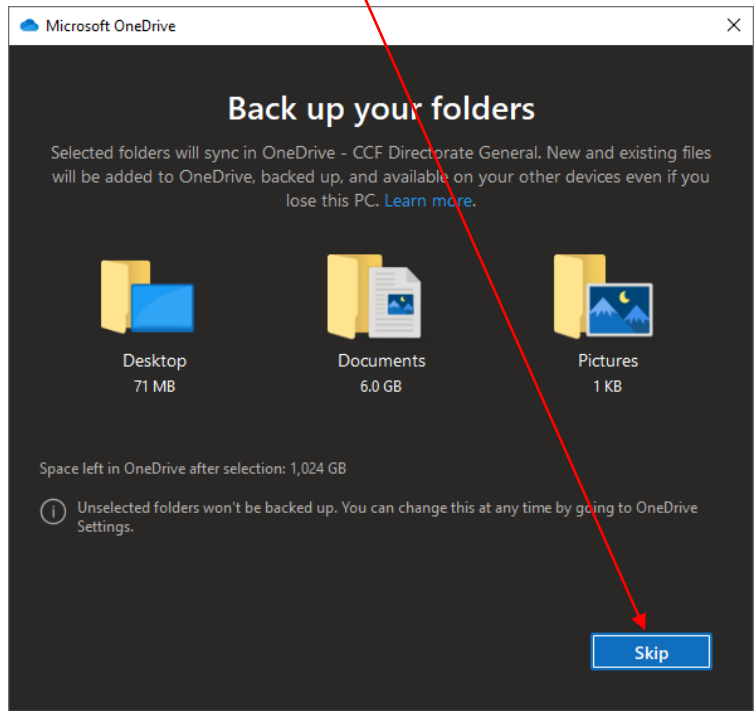 Microsoft OneDrive
Back up your folders
Selected folders will sync in OneDrive - CCF Directorate General. New and existing files
will be added to OneDrive, backed up, and available on your other devices even if you
lose this PC. Learn more.
Desktop
71 MB
Documents
6.0 GB
Pictures
1 KB
Space left in OneDrive after selection: 1,024 GB
Unselected folders won't be backed up. You can change this at any time by going to OneDrive
Settings.
Skip